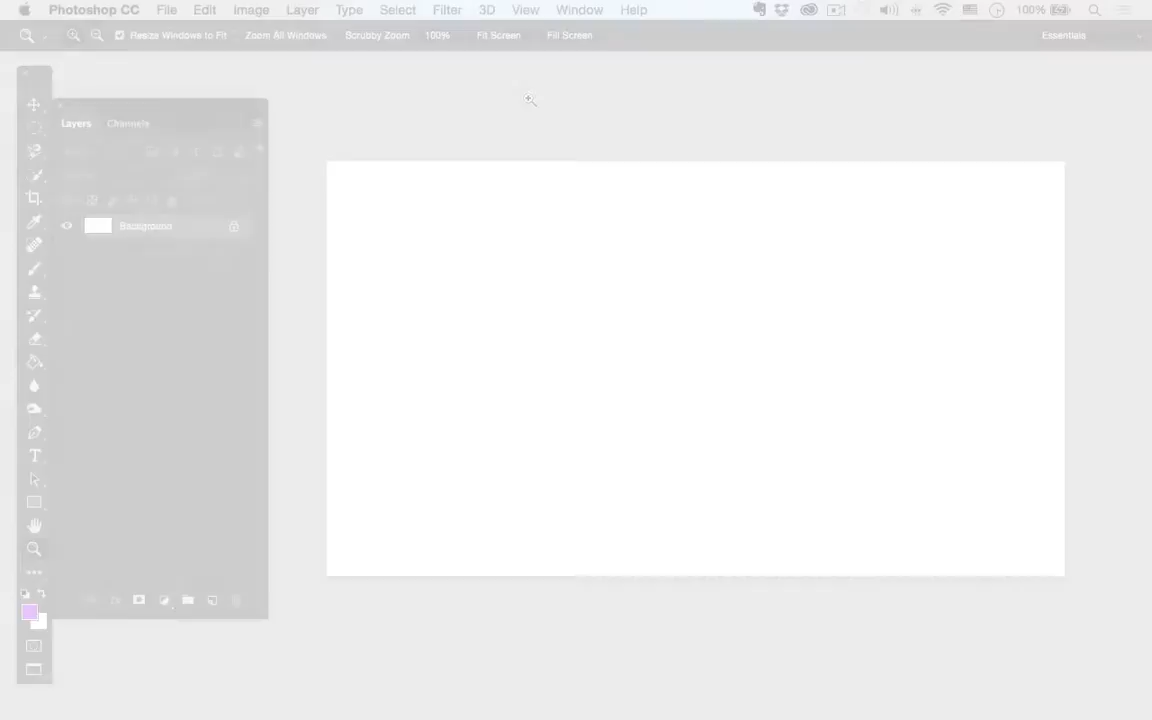 Photoshop CC File Edit Image Layer Type Select Filter 3D View Window Help 100%
Resize Windows to Fit Zoom All Windows Scrubby Zoom 100% Fit Screen Fill Screen Essentials
Layers Channels
Background